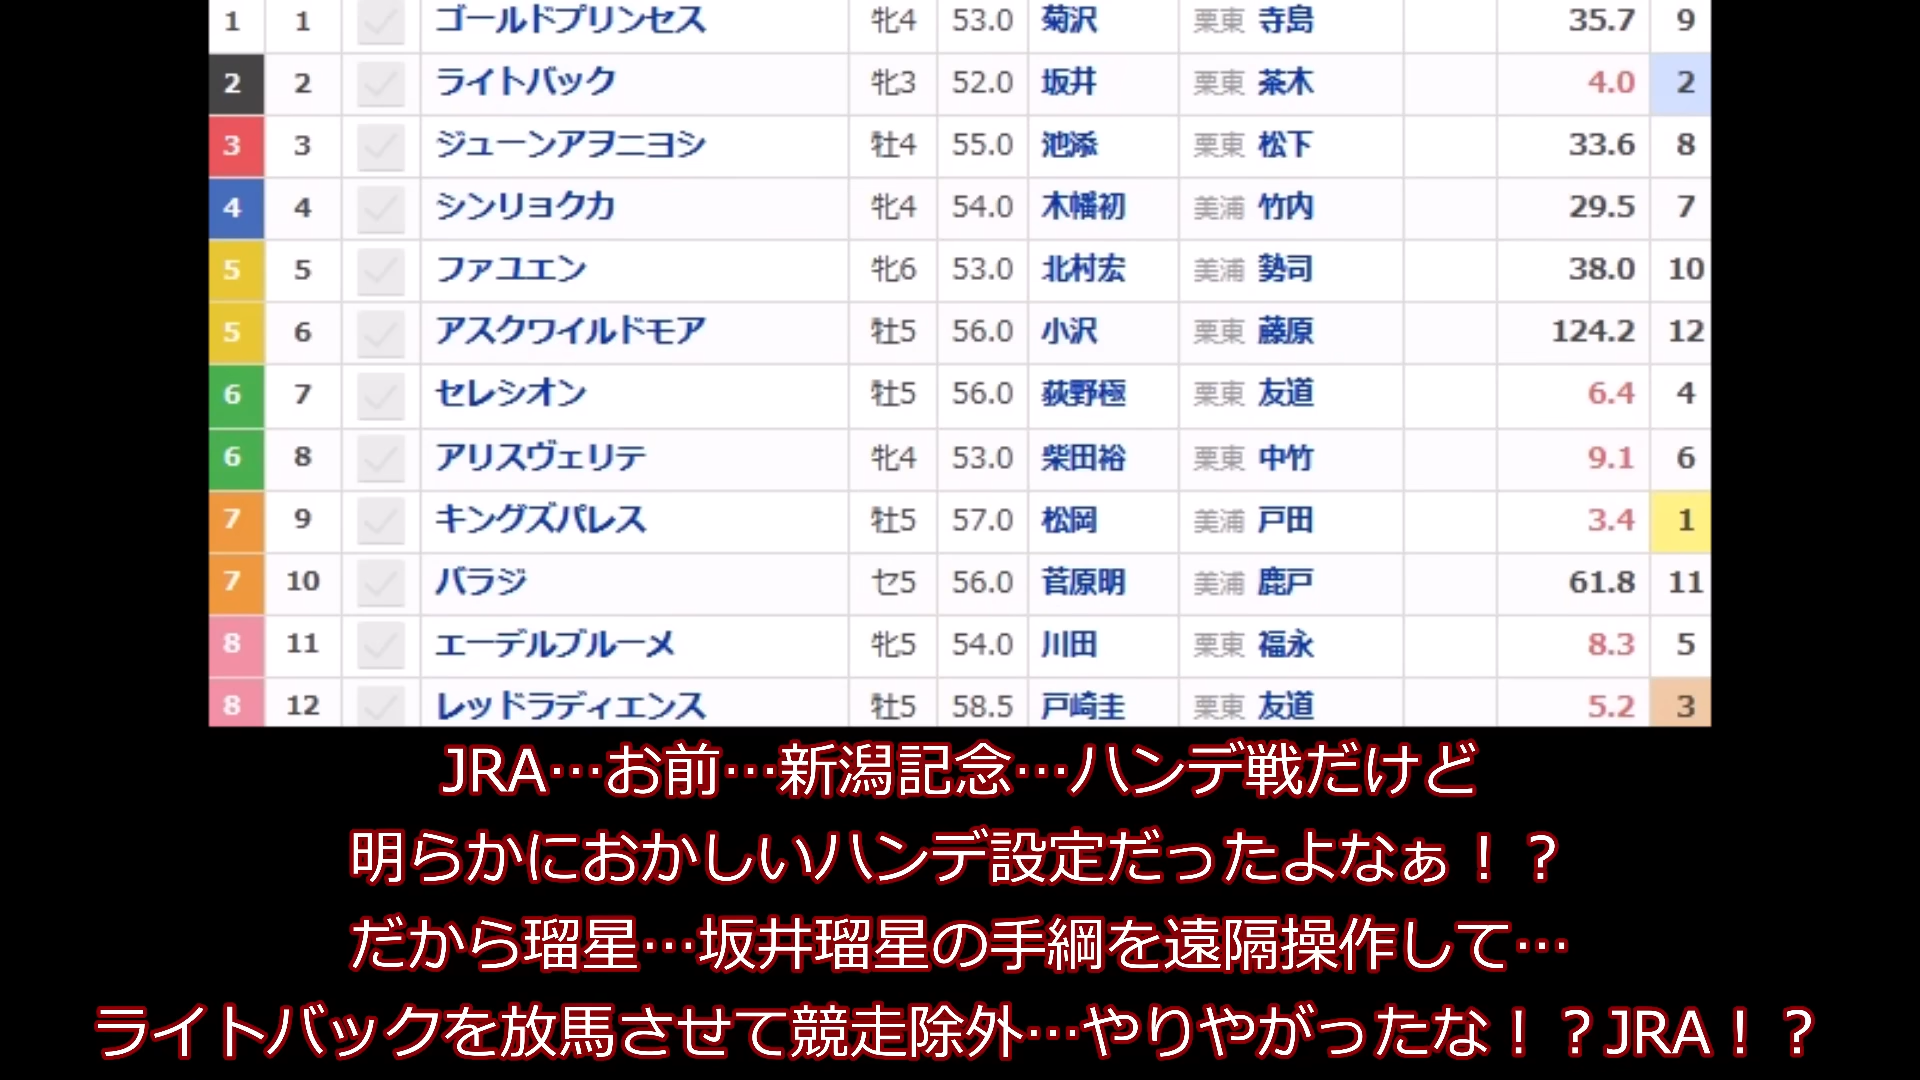 1 1 ゴールドプリンセス 牝4 53.0 菊沢 栗東 寺島 35.7 9
2 2 ライトバック 牝3 52.0 坂井 栗東 茶木 4.0 2
3 3 ジューンアヲニヨシ 牡4 55.0 池添 栗東 松下 33.6 8
4 4 シンリョクカ 牝4 54.0 木幡初 美浦 竹内 29.5 7
5 5 ファユエン 牝6 53.0 北村宏 美浦 勢司 38.0 10
5 6 アスクワイルドモア 牡5 56.0 小沢 栗東 藤原 124.2 12
6 7 セレシオン 牡5 56.0 荻野極 栗東 友道 6.4 4
6 8 アリスヴェリテ 牝4 53.0 柴田裕 栗東 中竹 9.1 6
7 9 キングズパレス 牡5 57.0 松岡 美浦 戸田 3.4 1
7 10 バラジ セ5 56.0 菅原明 美浦 鹿戸 61.8 11
8 11 エーデルブルーメ 牝5 54.0 川田 栗東 福永 8.3 5
8 12 レッドラディエンス 牡5 58.5 戸崎圭 栗東 友道 5.2 3
JRA…お前…新潟記念…ハンデ戦だけど
明らかにおかしいハンデ設定だったよなぁ！？
だから瑠星…坂井瑠星の手綱を遠隔操作して…
ライトバックを放馬させて競走除外…やりやがったな！？JRA！？